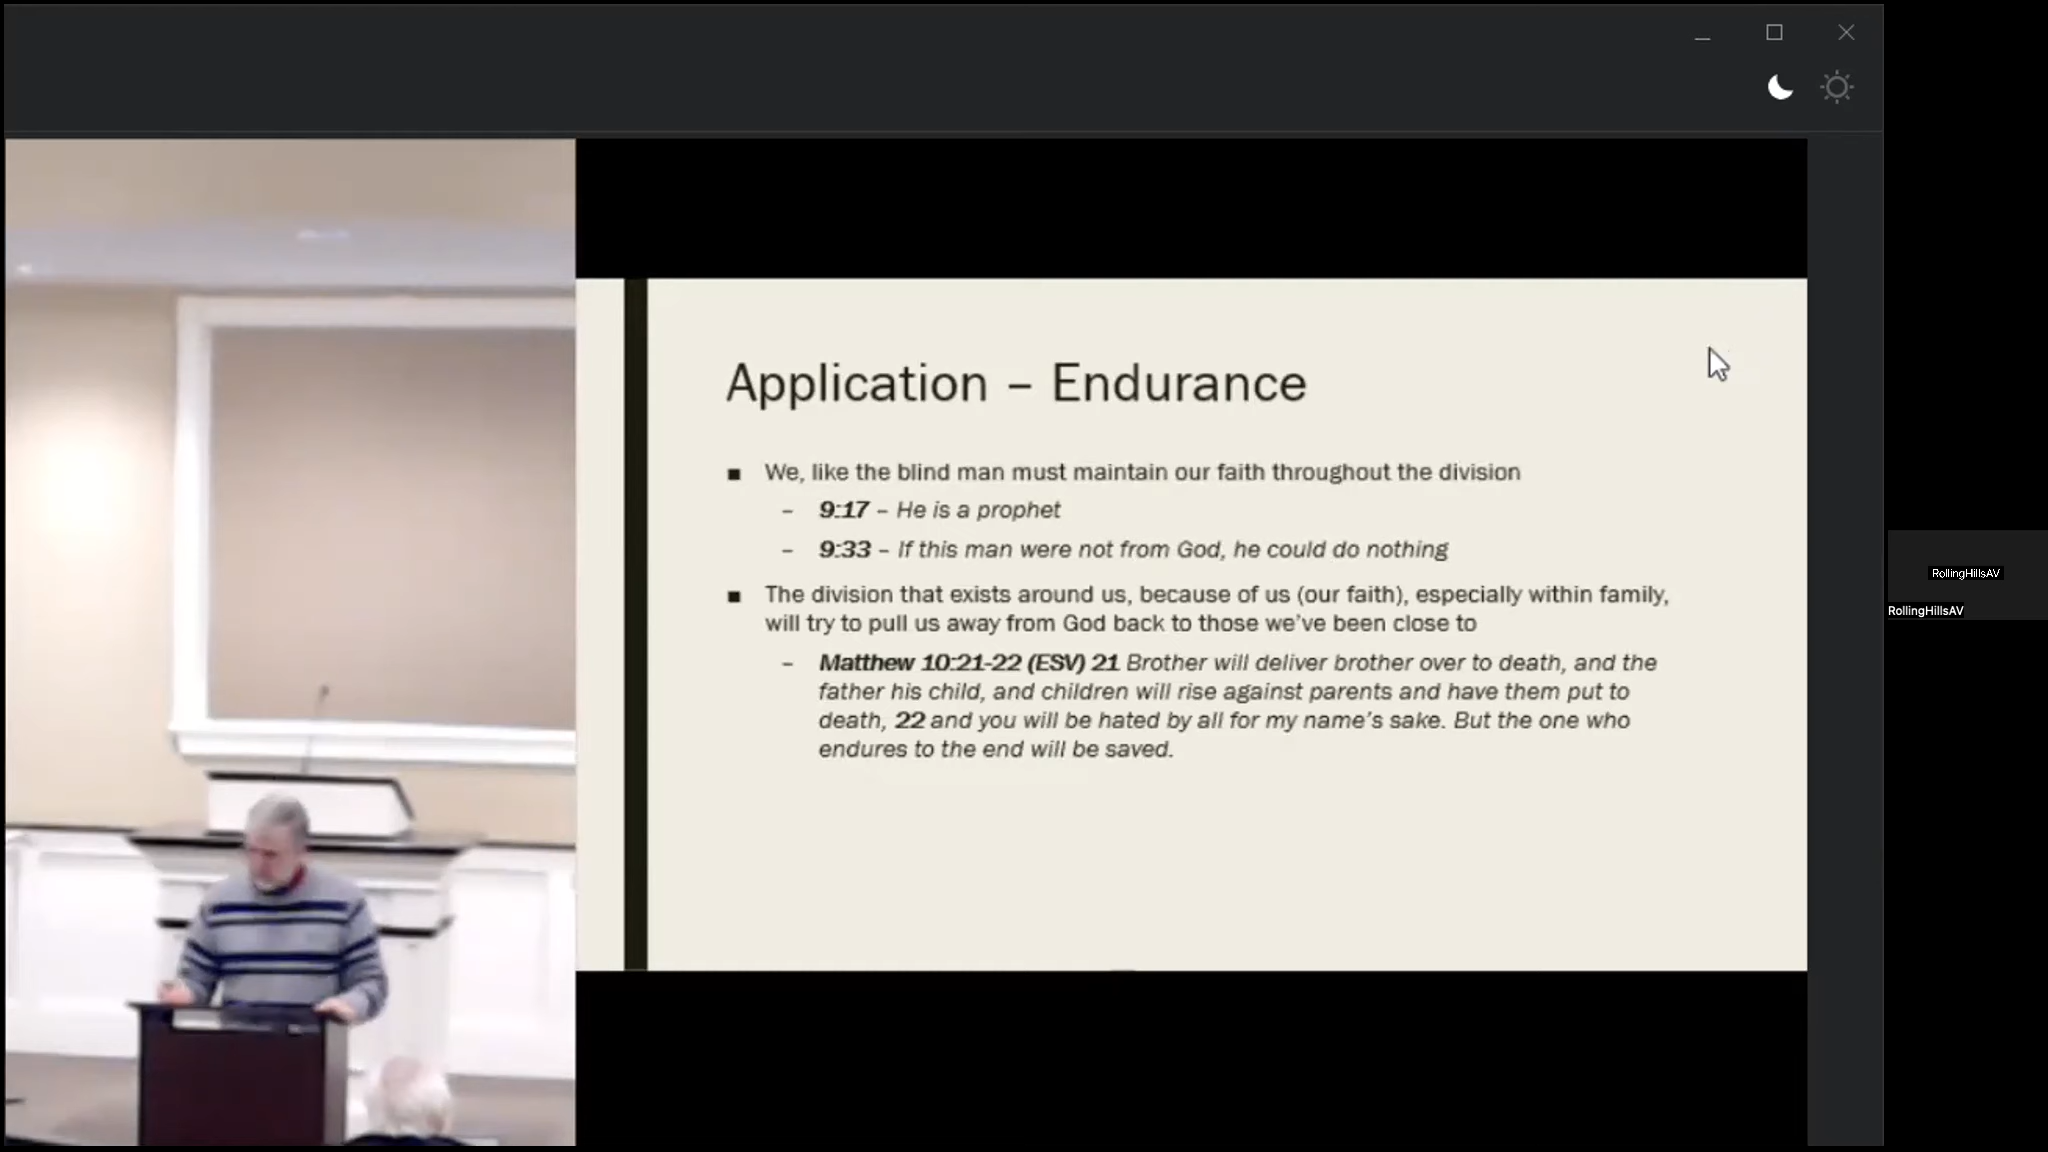 Application – Endurance
■ We, like the blind man must maintain our faith throughout the division
– 9:17 – He is a prophet
– 9:33 – If this man were not from God, he could do nothing
■ The division that exists around us, because of us (our faith), especially within family,
will try to pull us away from God back to those we've been close to
– Matthew 10:21-22 (ESV) 21 Brother will deliver brother over to death, and the
father his child, and children will rise against parents and have them put to
death, 22 and you will be hated by all for my name's sake. But the one who
endures to the end will be saved.
RollingHillsAV
RollingHillsAV